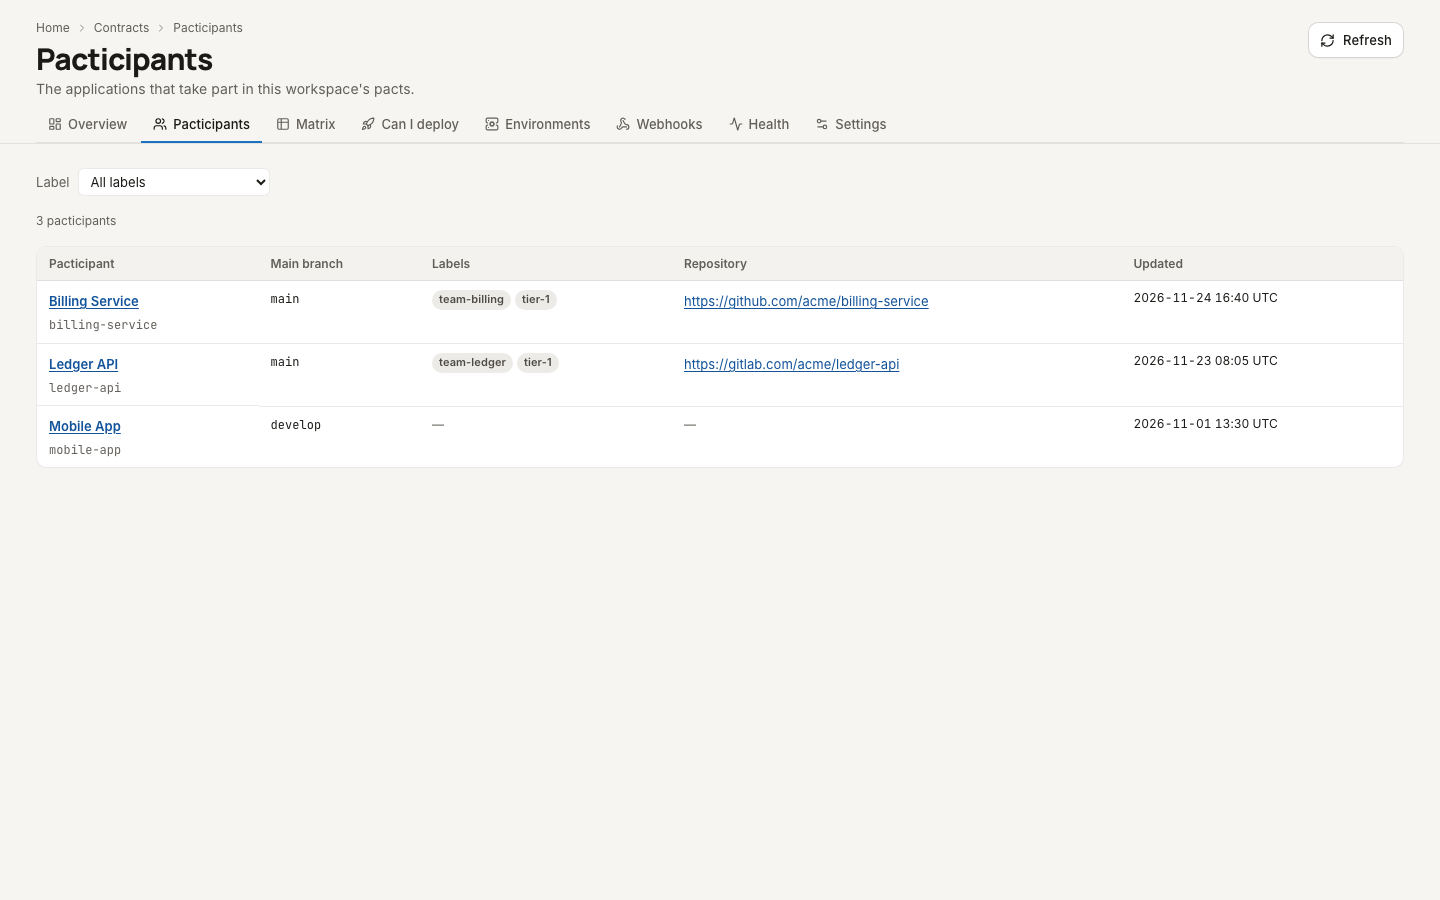 Home > Contracts > Pacticipants
Pacticipants
The applications that take part in this workspace's pacts.
Refresh
Overview Pacticipants Matrix Can I deploy Environments Webhooks Health Settings
Label All labels
3 pacticipants
Pacticipant Main branch Labels Repository Updated
Billing Service main team-billing tier-1 https://github.com/acme/billing-service 2026-11-24 16:40 UTC
billing-service
Ledger API main team-ledger tier-1 https://gitlab.com/acme/ledger-api 2026-11-23 08:05 UTC
ledger-api
Mobile App develop — — 2026-11-01 13:30 UTC
mobile-app